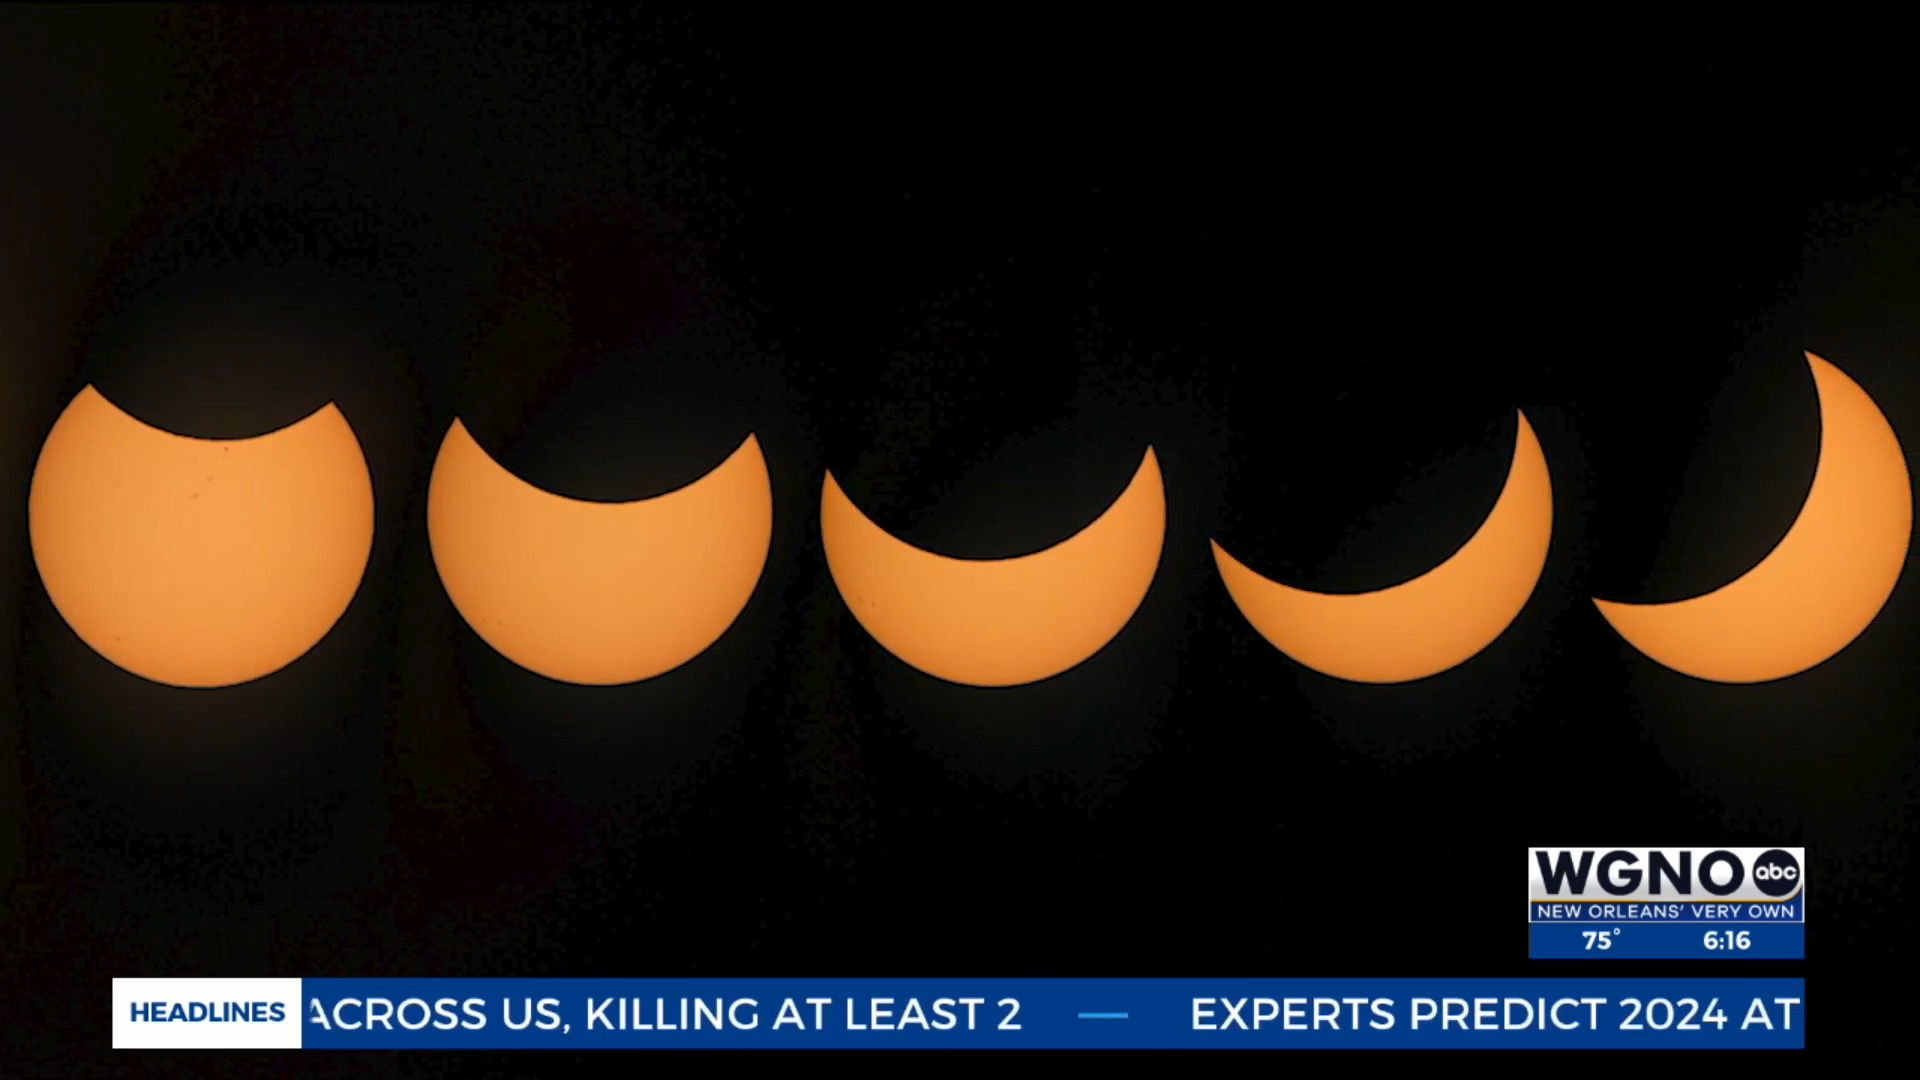 WGNO abc
NEW ORLEANS' VERY OWN
75° 6:16
HEADLINES ACROSS US, KILLING AT LEAST 2 — EXPERTS PREDICT 2024 AT